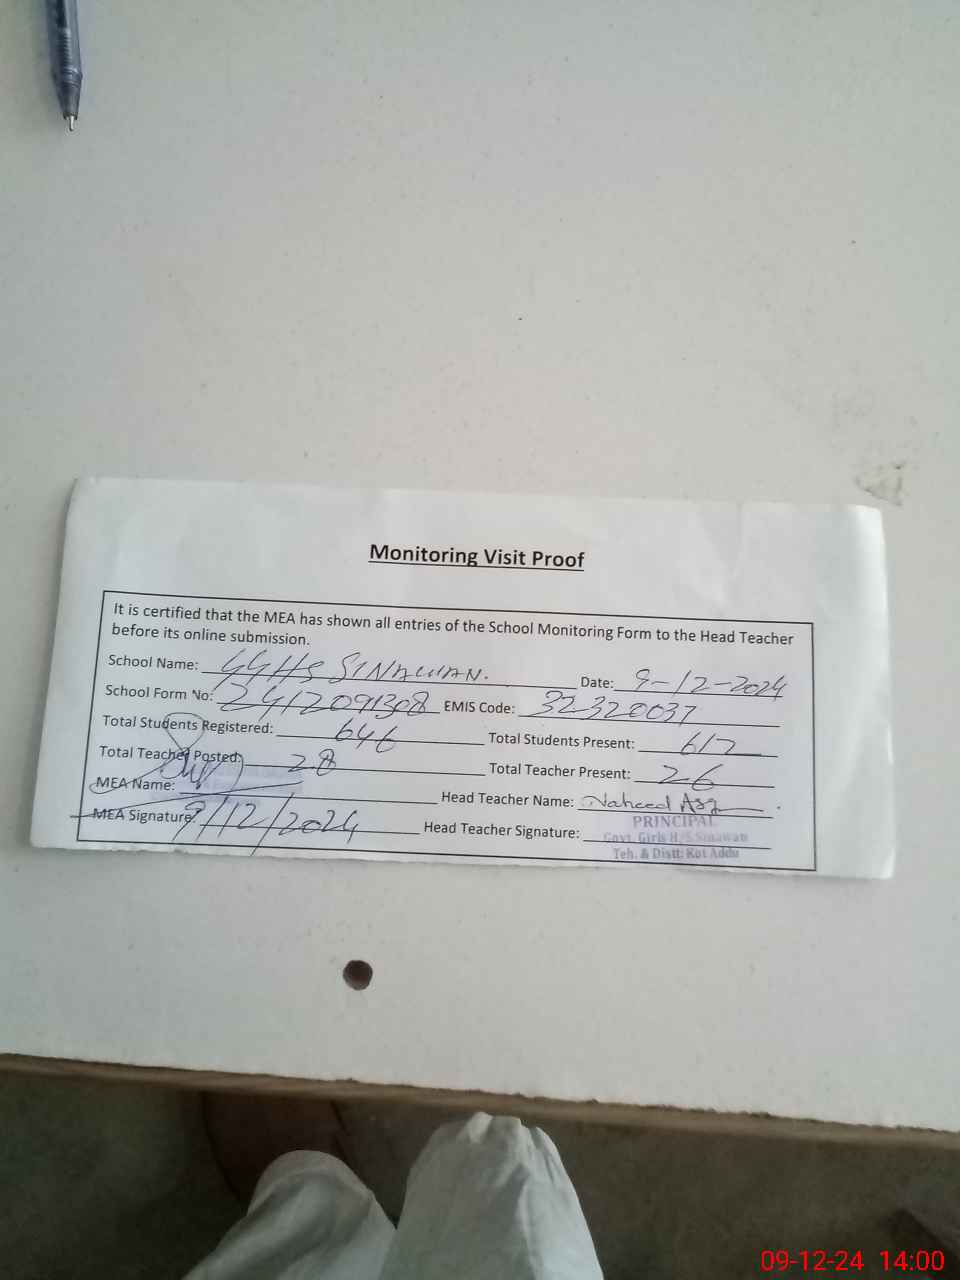 Monitoring Visit Proof
It is certified that the MEA has shown all entries of the School Monitoring Form to the Head Teacher
before its online submission.
School Name: GGHS SINAWAN. Date: 9-12-2024
School Form No: 2412091308 EMIS Code: 32320037
Total Students Registered: 646 Total Students Present: 617
Total Teacher Posted: 28 Total Teacher Present: 26
MEA Name: Head Teacher Name: Naheed
MEA Signature: 9/12/2024 Head Teacher Signature:
PRINCIPAL
Govt. Girls H/S Sinawan
Teh. & Distt: Kot Addu
09-12-24 14:00